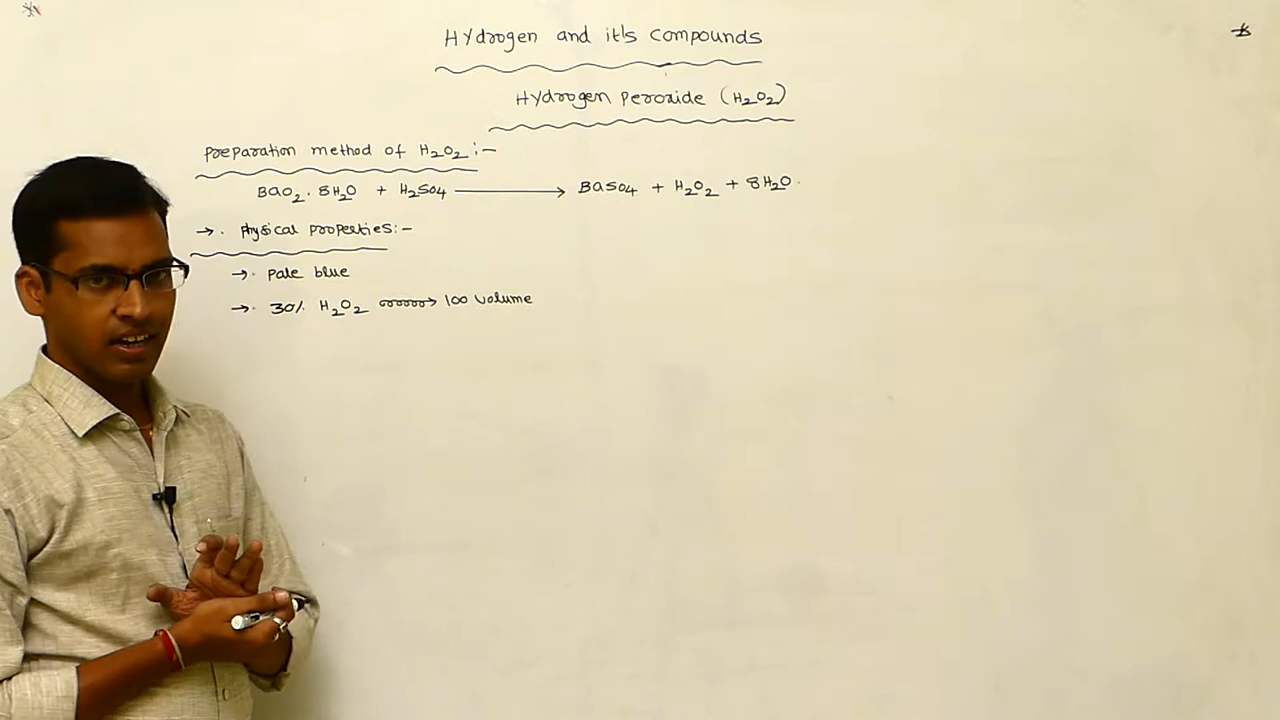 Hydrogen and it's compounds
Hydrogen peroxide (H₂O₂)
preparation method of H₂O₂ :-
BaO₂ . 8H₂O + H₂SO₄ ⟶ BaSO₄ + H₂O₂ + 8H₂O.
→ . Physical properties:-
→ . pale blue
→ . 30% H₂O₂ ⟶ 100 volume